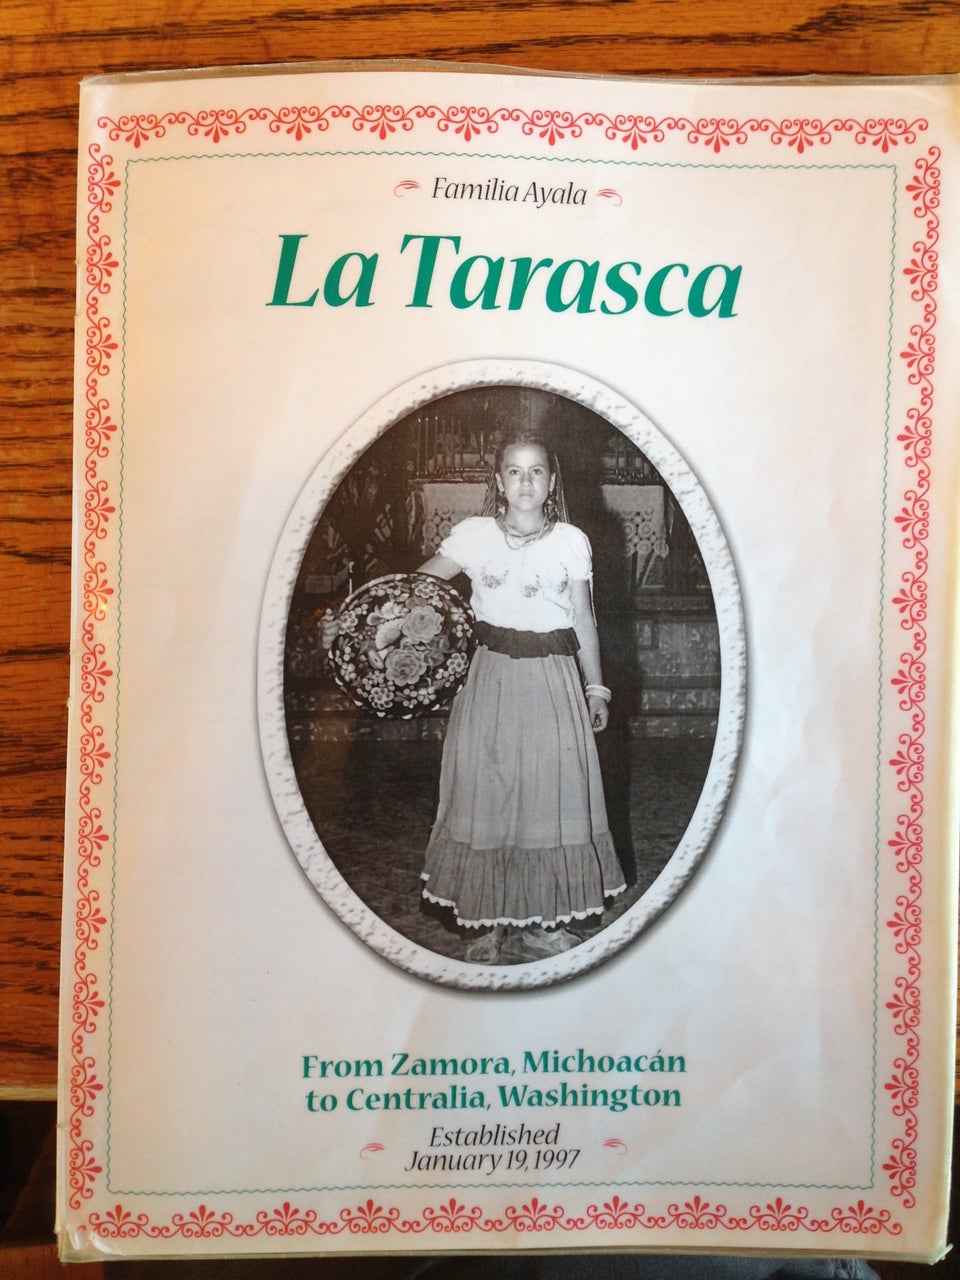 Familia Ayala
La Tarasca
From Zamora, Michoacán
to Centralia, Washington
Established
January 19, 1997